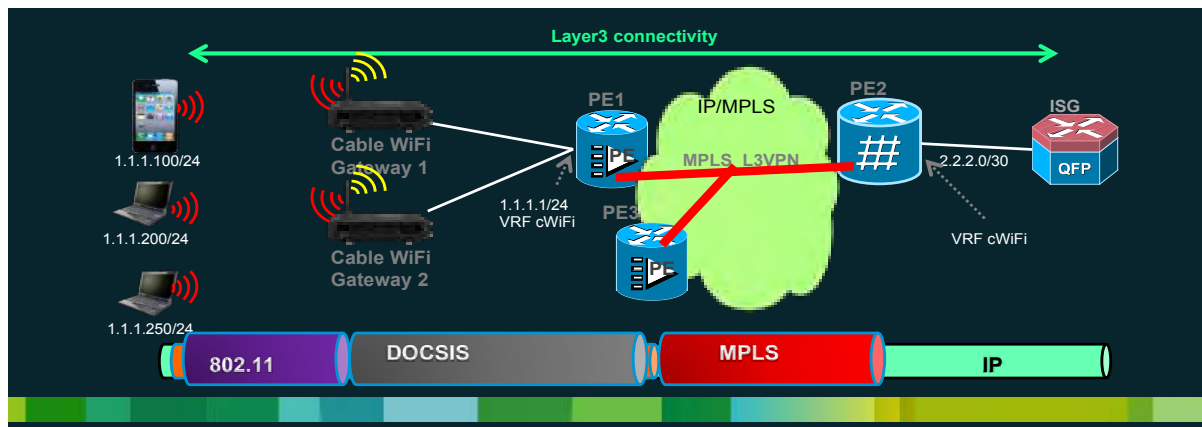 Layer3 connectivity
1.1.1.100/24
1.1.1.200/24
1.1.1.250/24
Cable WiFi
Gateway 1
Cable WiFi
Gateway 2
PE1
PE
1.1.1.1/24
VRF cWiFi
IP/MPLS
MPLS L3VPN
PE3
PE
PE2
2.2.2.0/30
VRF cWiFi
ISG
QFP
802.11
DOCSIS
MPLS
IP